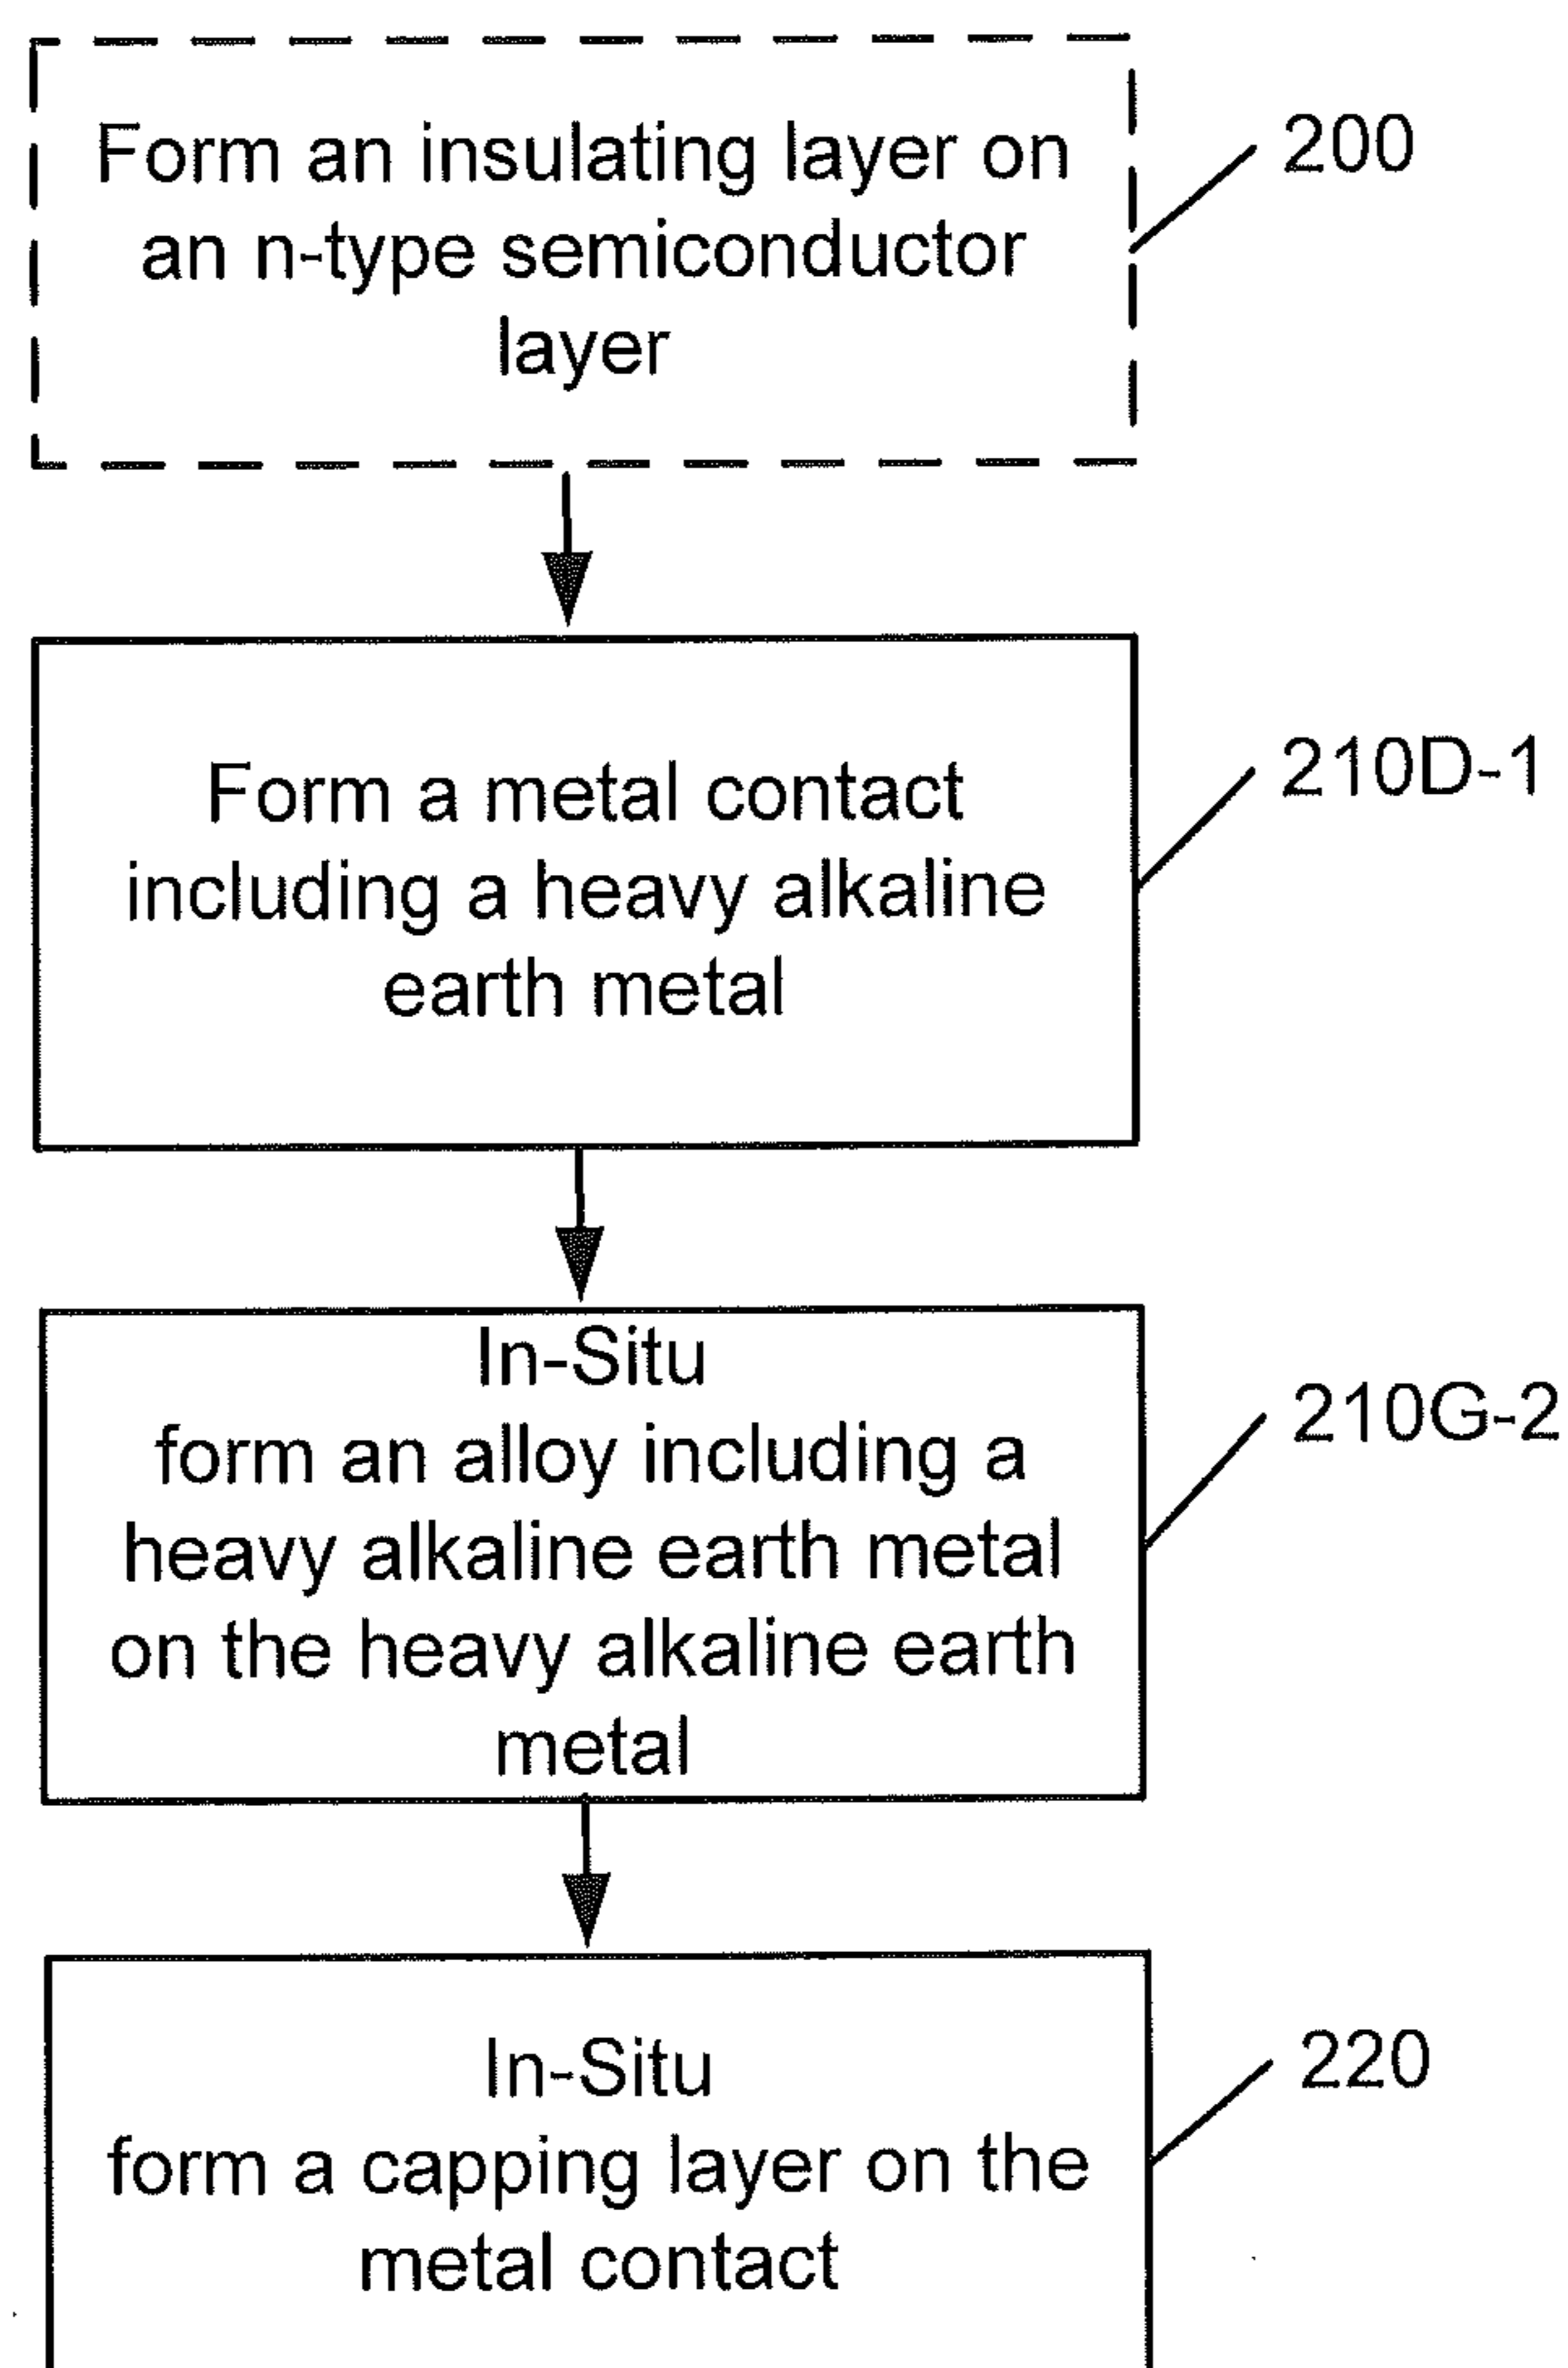 Form an insulating layer on
an n-type semiconductor
layer
200
Form a metal contact
including a heavy alkaline
earth metal
210D-1
In-Situ
form an alloy including a
heavy alkaline earth metal
on the heavy alkaline earth
metal
210G-2
In-Situ
form a capping layer on the
metal contact
220